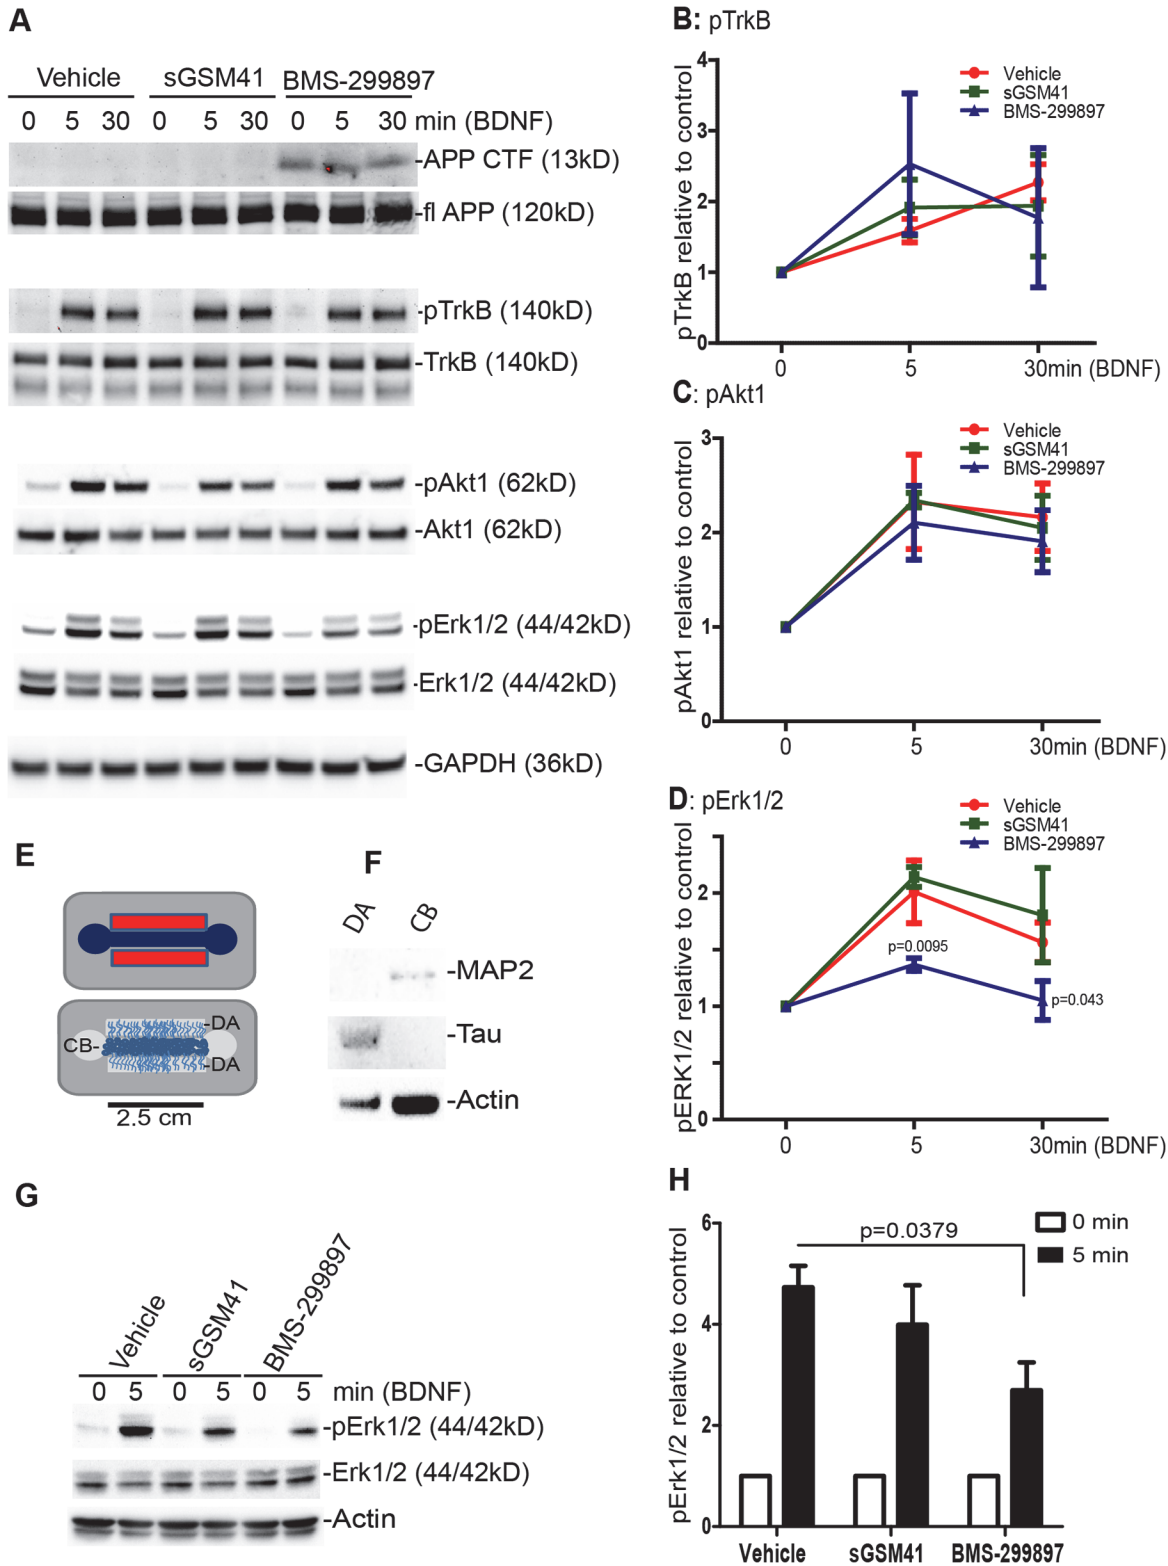 A
Vehicle sGSM41 BMS-299897
0 5 30 0 5 30 0 5 30 min (BDNF)
-APP CTF (13kD)
-fl APP (120kD)
-pTrkB (140kD)
-TrkB (140kD)
-pAkt1 (62kD)
-Akt1 (62kD)
-pErk1/2 (44/42kD)
-Erk1/2 (44/42kD)
-GAPDH (36kD)
B: pTrkB
pTrkB relative to control
4
3
2
1
0
Vehicle
sGSM41
BMS-299897
0 5 30min (BDNF)
C: pAkt1
pAkt1 relative to control
3
2
1
0
Vehicle
sGSM41
BMS-299897
0 5 30min (BDNF)
D: pErk1/2
pERK1/2 relative to control
2
1
0
Vehicle
sGSM41
BMS-299897
p=0.0095
p=0.043
0 5 30min (BDNF)
E
-DA
CB-
-DA
2.5 cm
F
DA CB
-MAP2
-Tau
-Actin
G
Vehicle sGSM41 BMS-299897
0 5 0 5 0 5 min (BDNF)
-pErk1/2 (44/42kD)
-Erk1/2 (44/42kD)
-Actin
H
pErk1/2 relative to control
6
4
2
0
p=0.0379
0 min
5 min
Vehicle sGSM41 BMS-299897